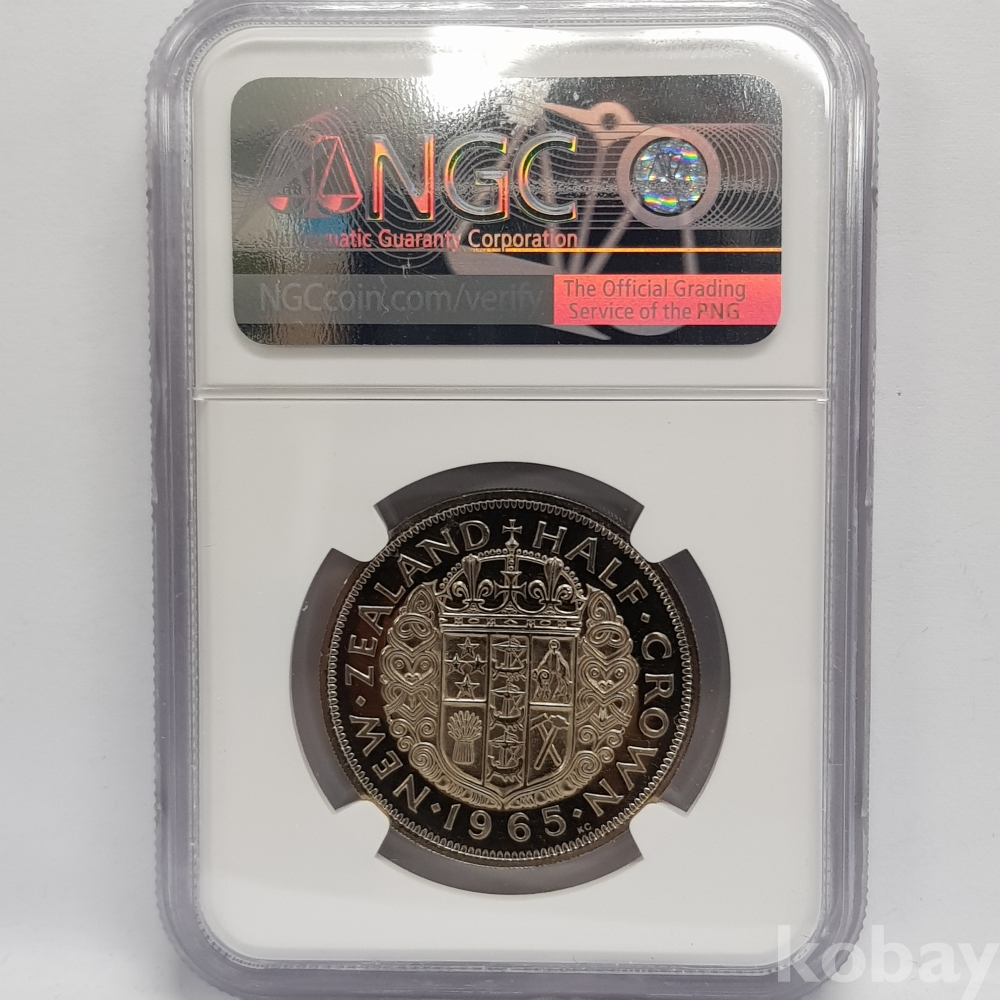 NGC
matic Guaranty Corporation
NGCcoin.com/verify
The Official Grading
Service of the PNG
NEW · ZEALAND HALF · CROWN
· 1965 ·
KC
kobay